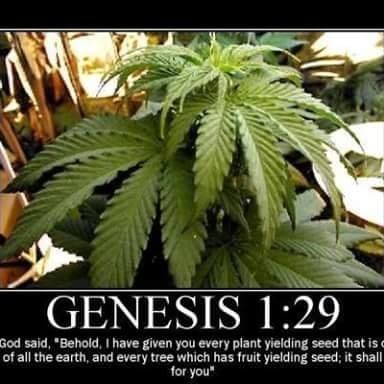 GENESIS 1:29
God said, "Behold, I have given you every plant yielding seed that is
of all the earth, and every tree which has fruit yielding seed; it shall
for you"